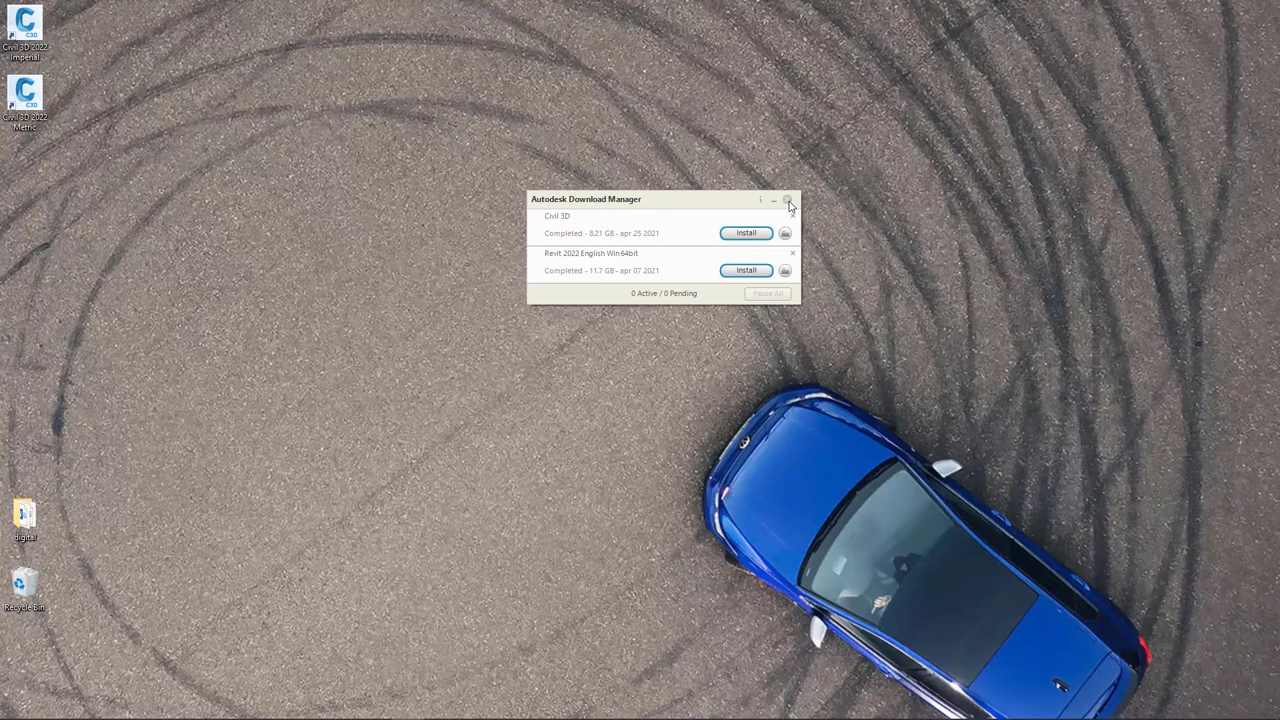 C3D
Civil 3D 2022
Imperial
C3D
Civil 3D 2022
Metric
Autodesk Download Manager
Civil 3D
Completed - 8.21 GB - apr 25 2021
Install
Revit 2022 English Win 64bit
Completed - 11.7 GB - apr 07 2021
Install
0 Active / 0 Pending
Pause All
digital
Recycle Bin